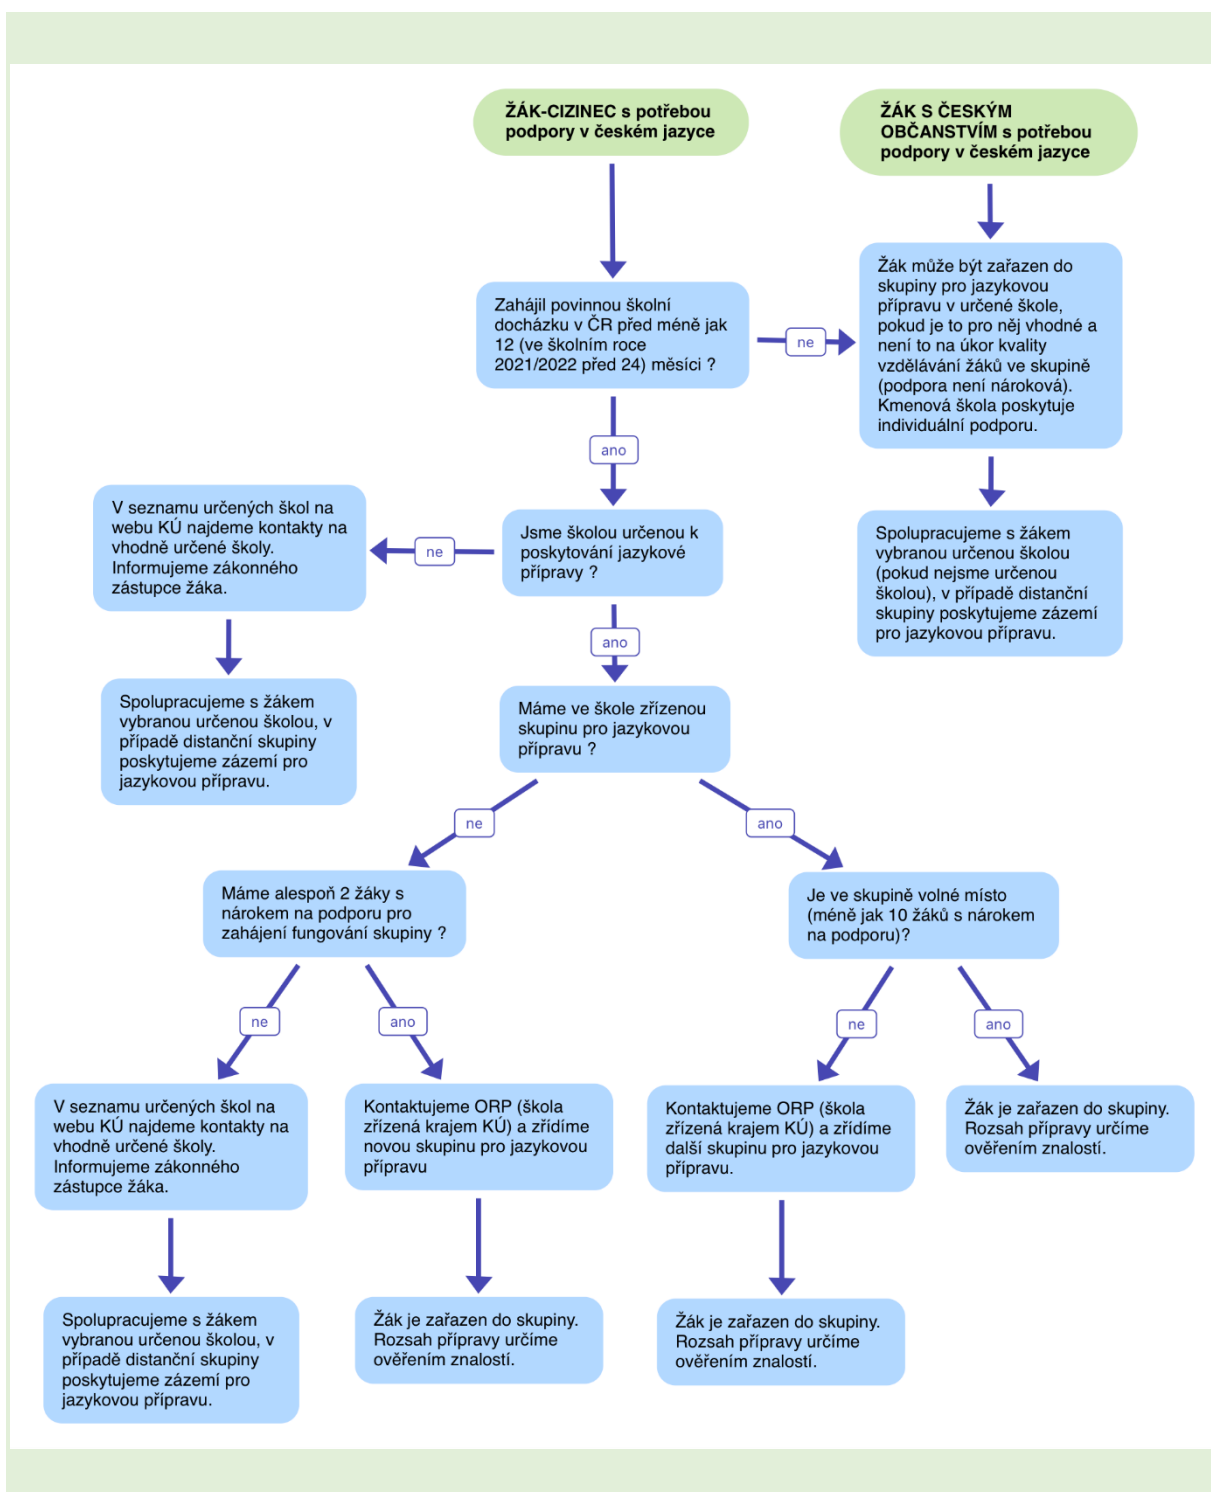 ŽÁK-CIZINEC s potřebou
podpory v českém jazyce
ŽÁK S ČESKÝM
OBČANSTVÍM s potřebou
podpory v českém jazyce
Zahájil povinnou školní
docházku v ČR před méně jak
12 (ve školním roce
2021/2022 před 24) měsíci ?
ne
Žák může být zařazen do
skupiny pro jazykovou
přípravu v určené škole,
pokud je to pro něj vhodné a
není to na úkor kvality
vzdělávání žáků ve skupině
(podpora není nároková).
Kmenová škola poskytuje
individuální podporu.
ano
V seznamu určených škol na
webu KÚ najdeme kontakty na
vhodně určené školy.
Informujeme zákonného
zástupce žáka.
ne
Jsme školou určenou k
poskytování jazykové
přípravy ?
Spolupracujeme s žákem
vybranou určenou školou
(pokud nejsme určenou
školou), v případě distanční
skupiny poskytujeme zázemí
pro jazykovou přípravu.
ano
Spolupracujeme s žákem
vybranou určenou školou, v
případě distanční skupiny
poskytujeme zázemí pro
jazykovou přípravu.
Máme ve škole zřízenou
skupinu pro jazykovou
přípravu ?
ne
ano
Máme alespoň 2 žáky s
nárokem na podporu pro
zahájení fungování skupiny ?
Je ve skupině volné místo
(méně jak 10 žáků s nárokem
na podporu)?
ne
ano
ne
ano
V seznamu určených škol na
webu KÚ najdeme kontakty na
vhodně určené školy.
Informujeme zákonného
zástupce žáka.
Kontaktujeme ORP (škola
zřízená krajem KÚ) a zřídíme
novou skupinu pro jazykovou
přípravu
Kontaktujeme ORP (škola
zřízená krajem KÚ) a zřídíme
další skupinu pro jazykovou
přípravu.
Žák je zařazen do skupiny.
Rozsah přípravy určíme
ověřením znalostí.
Spolupracujeme s žákem
vybranou určenou školou, v
případě distanční skupiny
poskytujeme zázemí pro
jazykovou přípravu.
Žák je zařazen do skupiny.
Rozsah přípravy určíme
ověřením znalostí.
Žák je zařazen do skupiny.
Rozsah přípravy určíme
ověřením znalostí.